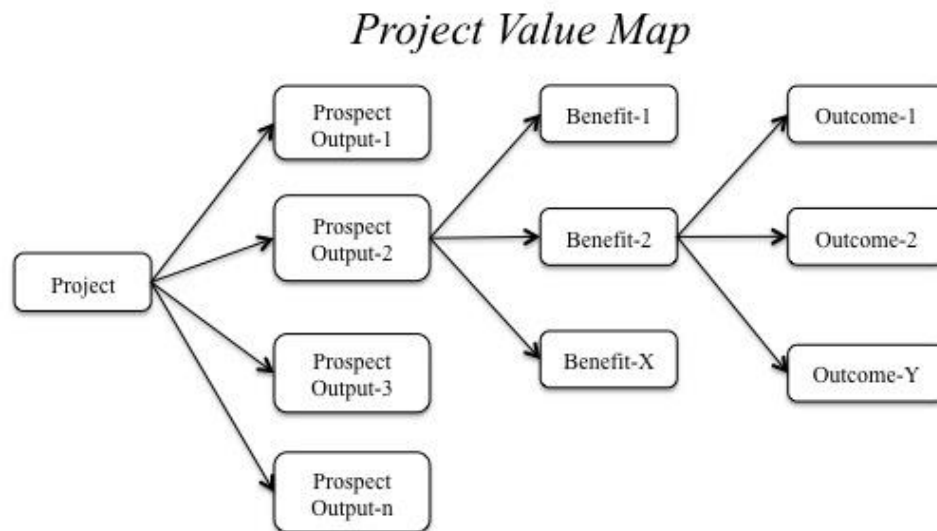 Project Value Map
Project
Prospect
Output-1
Prospect
Output-2
Prospect
Output-3
Prospect
Output-n
Benefit-1
Benefit-2
Benefit-X
Outcome-1
Outcome-2
Outcome-Y